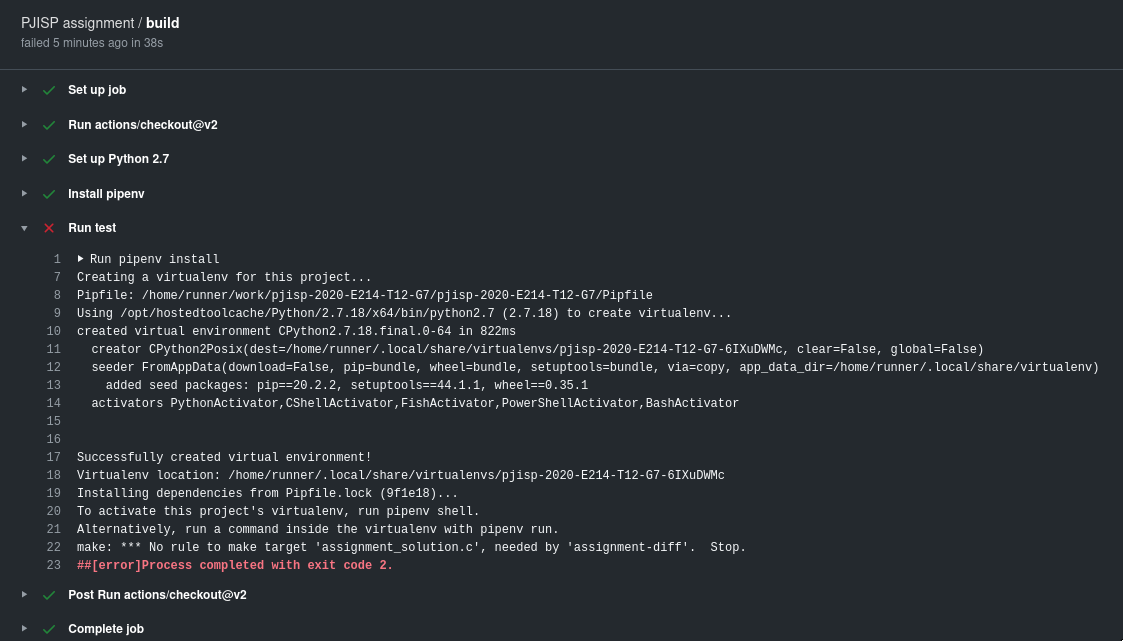 PJISP assignment / build
failed 5 minutes ago in 38s
Set up job
Run actions/checkout@v2
Set up Python 2.7
Install pipenv
Run test
1 Run pipenv install
7 Creating a virtualenv for this project...
8 Pipfile: /home/runner/work/pjisp-2020-E214-T12-G7/pjisp-2020-E214-T12-G7/Pipfile
9 Using /opt/hostedtoolcache/Python/2.7.18/x64/bin/python2.7 (2.7.18) to create virtualenv...
10 created virtual environment CPython2.7.18.final.0-64 in 822ms
11 creator CPython2Posix(dest=/home/runner/.local/share/virtualenvs/pjisp-2020-E214-T12-G7-6IXuDWMc, clear=False, global=False)
12 seeder FromAppData(download=False, pip=bundle, wheel=bundle, setuptools=bundle, via=copy, app_data_dir=/home/runner/.local/share/virtualenv)
13 added seed packages: pip==20.2.2, setuptools==44.1.1, wheel==0.35.1
14 activators PythonActivator,CShellActivator,FishActivator,PowerShellActivator,BashActivator
15
16
17 Successfully created virtual environment!
18 Virtualenv location: /home/runner/.local/share/virtualenvs/pjisp-2020-E214-T12-G7-6IXuDWMc
19 Installing dependencies from Pipfile.lock (9f1e18)...
20 To activate this project's virtualenv, run pipenv shell.
21 Alternatively, run a command inside the virtualenv with pipenv run.
22 make: *** No rule to make target 'assignment_solution.c', needed by 'assignment-diff'.  Stop.
23 ##[error]Process completed with exit code 2.
Post Run actions/checkout@v2
Complete job